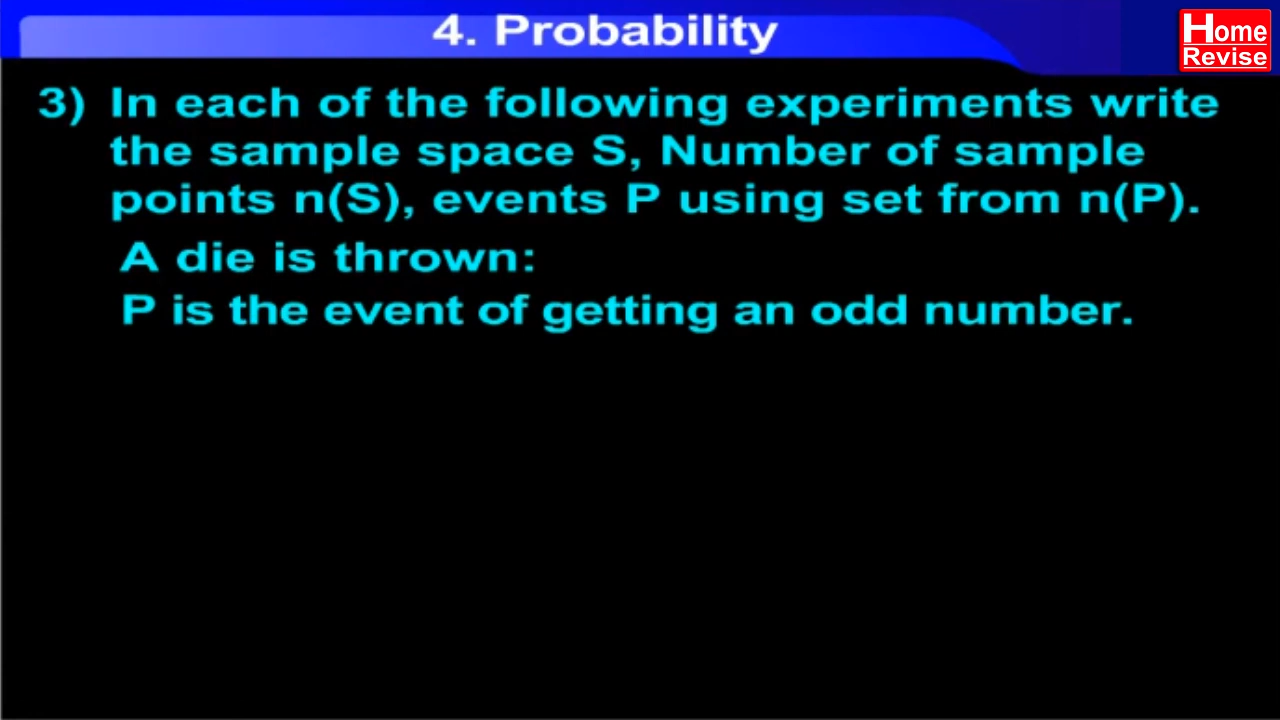 4. Probability
Home
Revise
3) In each of the following experiments write
the sample space S, Number of sample
points n(S), events P using set from n(P).
A die is thrown:
P is the event of getting an odd number.